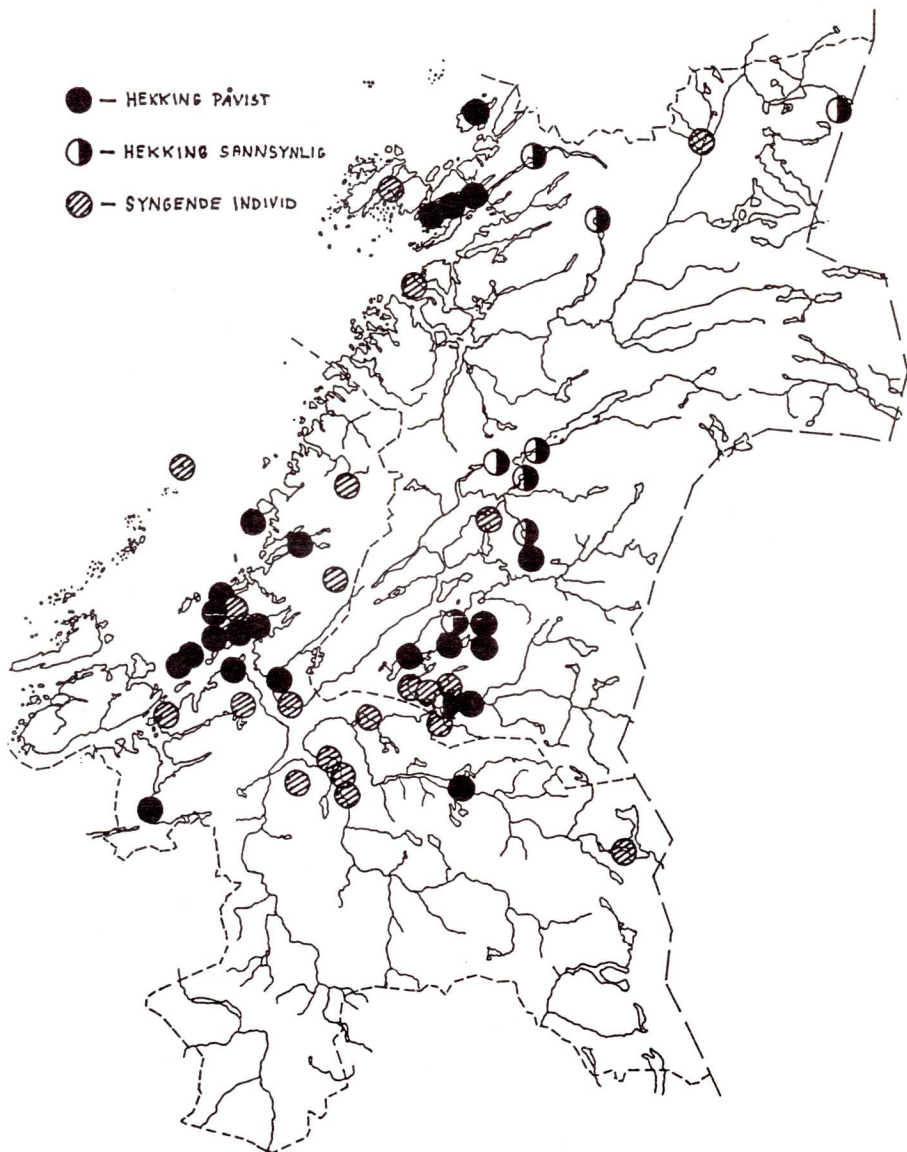 – HEKKING PÅVIST
– HEKKING SANNSYNLIG
– SYNGENDE INDIVID